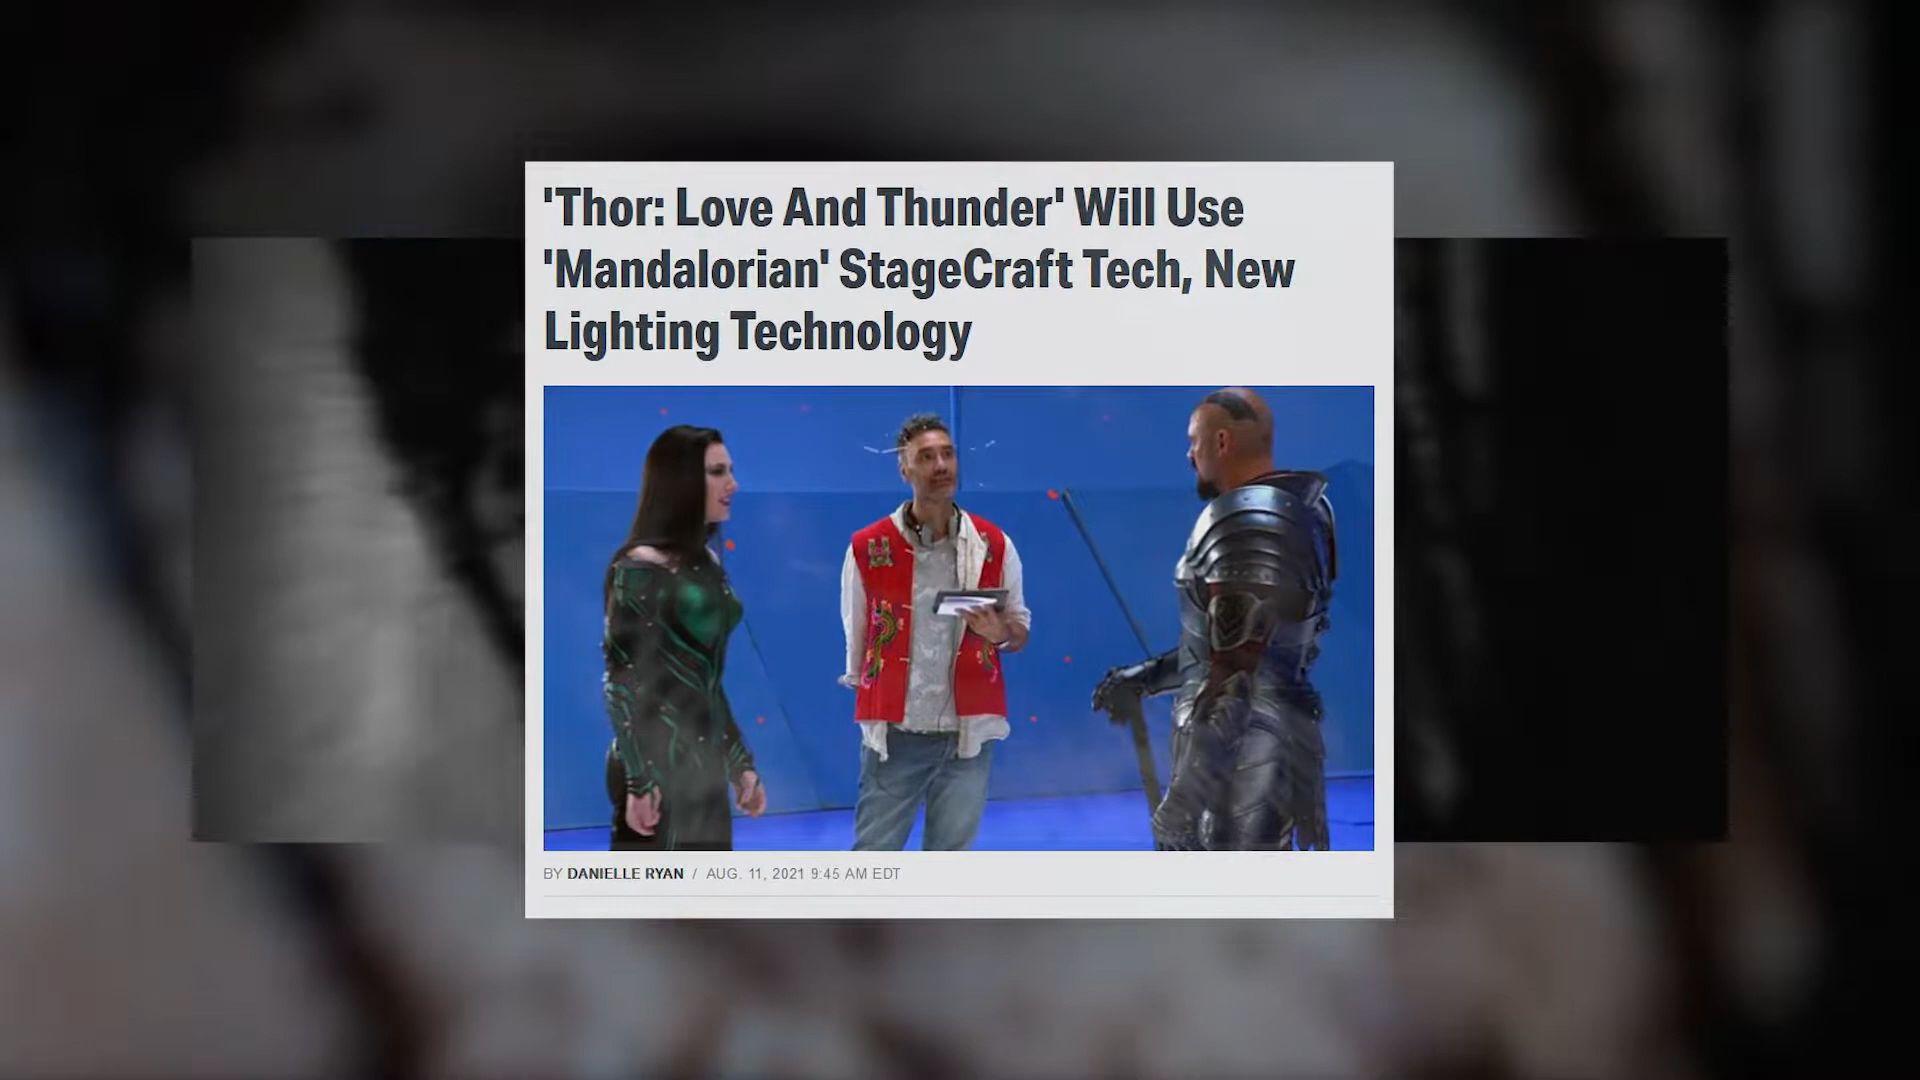 'Thor: Love And Thunder' Will Use
'Mandalorian' StageCraft Tech, New
Lighting Technology
BY DANIELLE RYAN / AUG. 11, 2021 9:45 AM EDT